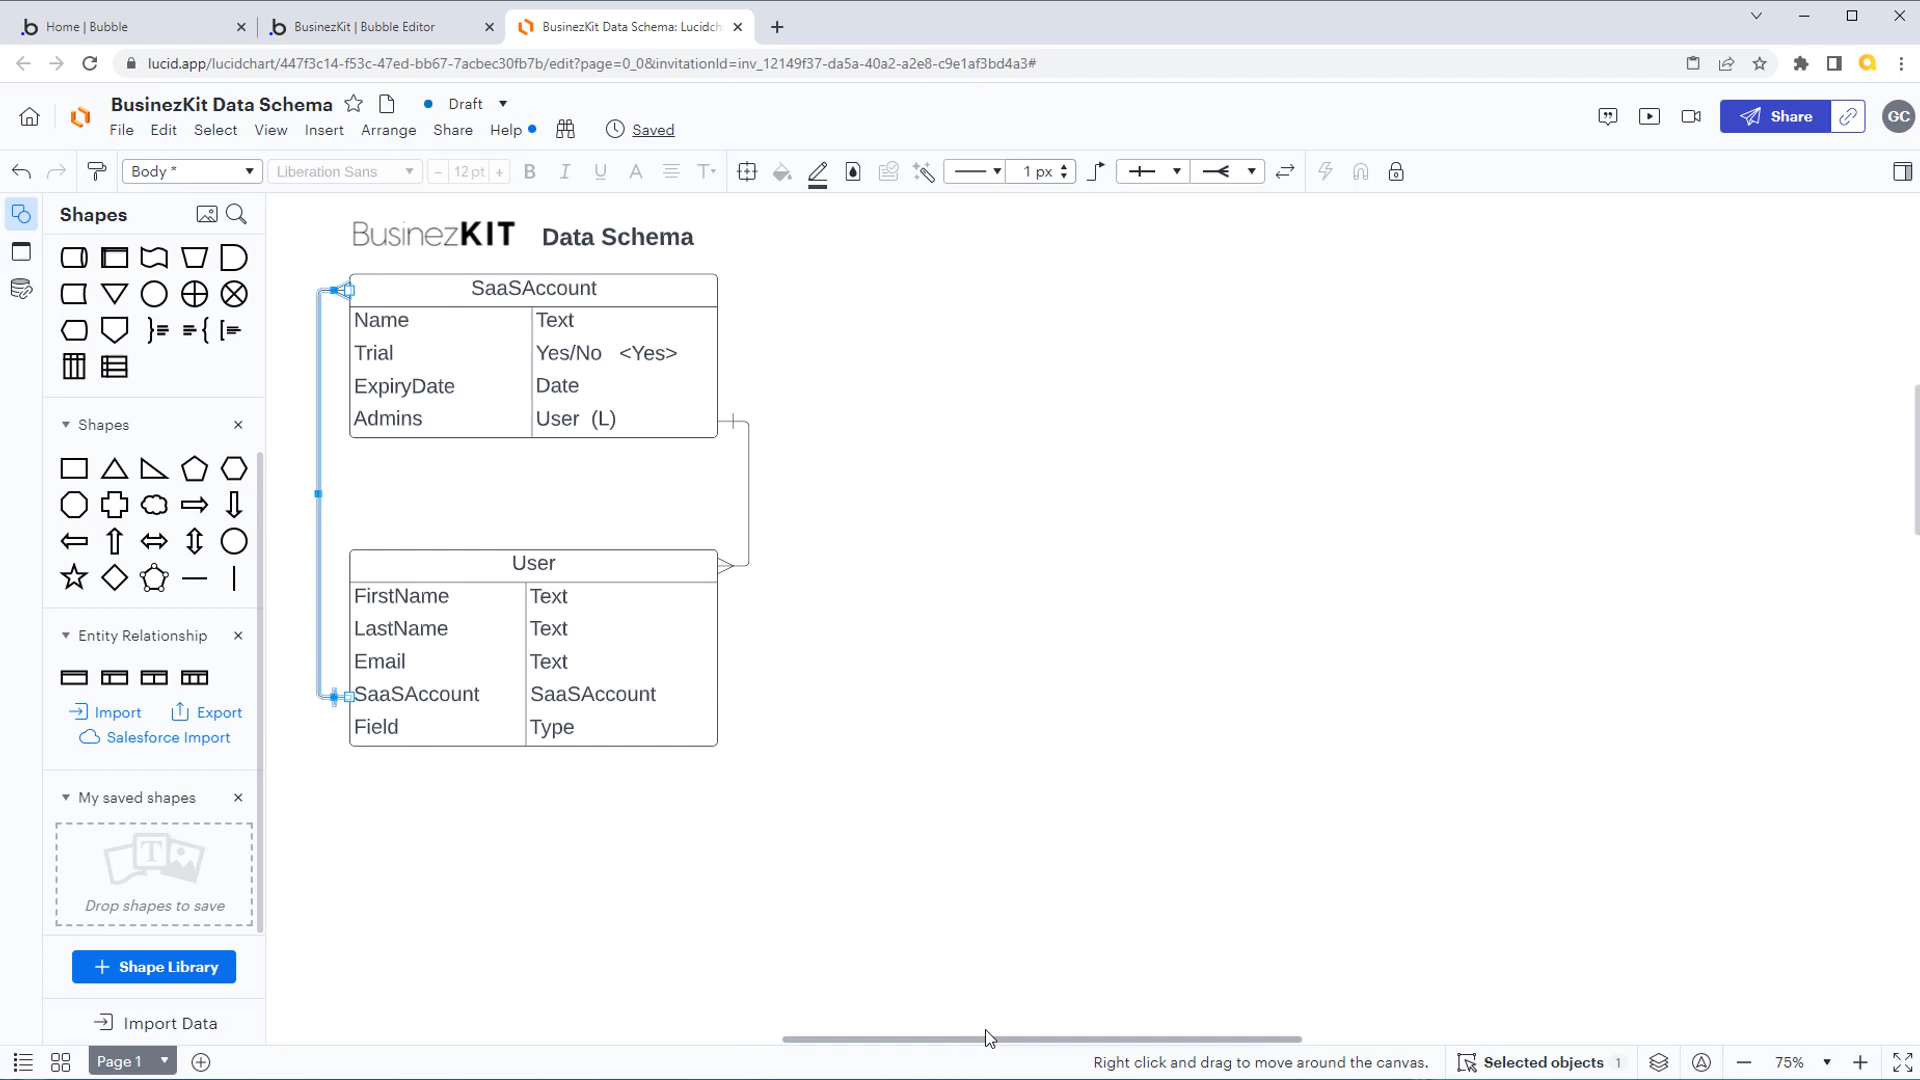 Home | Bubble
BusinezKit | Bubble Editor
BusinezKit Data Schema: Lucidch
lucid.app/lucidchart/447f3c14-f53c-47ed-bb67-7acbec30fb7b/edit?page=0_0&invitationId=inv_12149f37-da5a-40a2-a2e8-c9e1af3bd4a3#
BusinezKit Data Schema
Draft
File Edit Select View Insert Arrange Share Help
Saved
Share
GC
Body *
Liberation Sans
12 pt
B I U A T
1 px
Shapes
Shapes
Entity Relationship
Import
Export
Salesforce Import
My saved shapes
T
Drop shapes to save
Shape Library
Import Data
BusinezKIT Data Schema
SaaSAccount
Name Text
Trial Yes/No <Yes>
ExpiryDate Date
Admins User (L)
User
FirstName Text
LastName Text
Email Text
SaaSAccount SaaSAccount
Field Type
Page 1
Right click and drag to move around the canvas.
Selected objects 1
75%